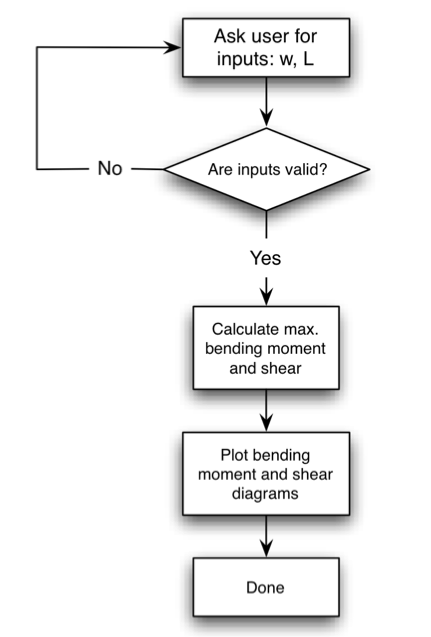 Ask user for
inputs: w, L
Are inputs valid?
No
Yes
Calculate max.
bending moment
and shear
Plot bending
moment and shear
diagrams
Done